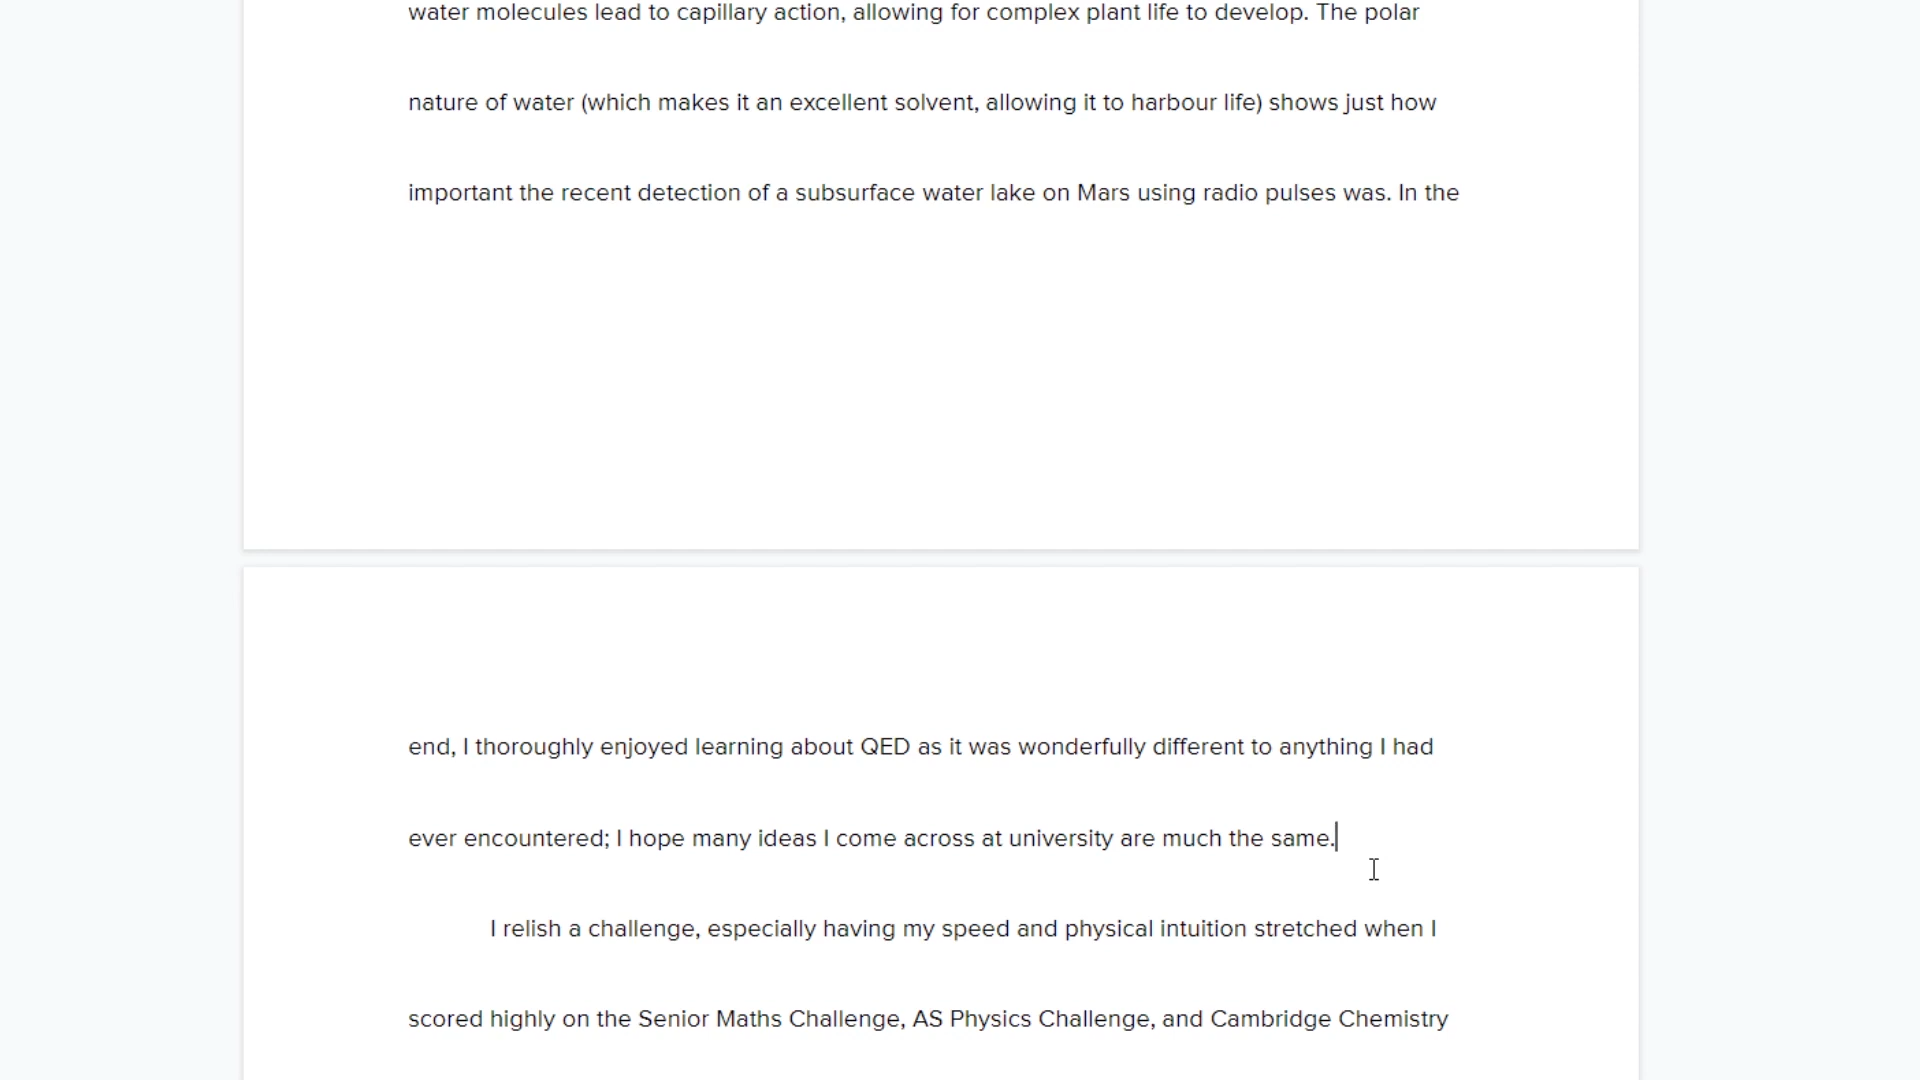 water molecules lead to capillary action, allowing for complex plant life to develop. The polar
nature of water (which makes it an excellent solvent, allowing it to harbour life) shows just how
important the recent detection of a subsurface water lake on Mars using radio pulses was. In the
end, I thoroughly enjoyed learning about QED as it was wonderfully different to anything I had
ever encountered; I hope many ideas I come across at university are much the same.
I relish a challenge, especially having my speed and physical intuition stretched when I
scored highly on the Senior Maths Challenge, AS Physics Challenge, and Cambridge Chemistry